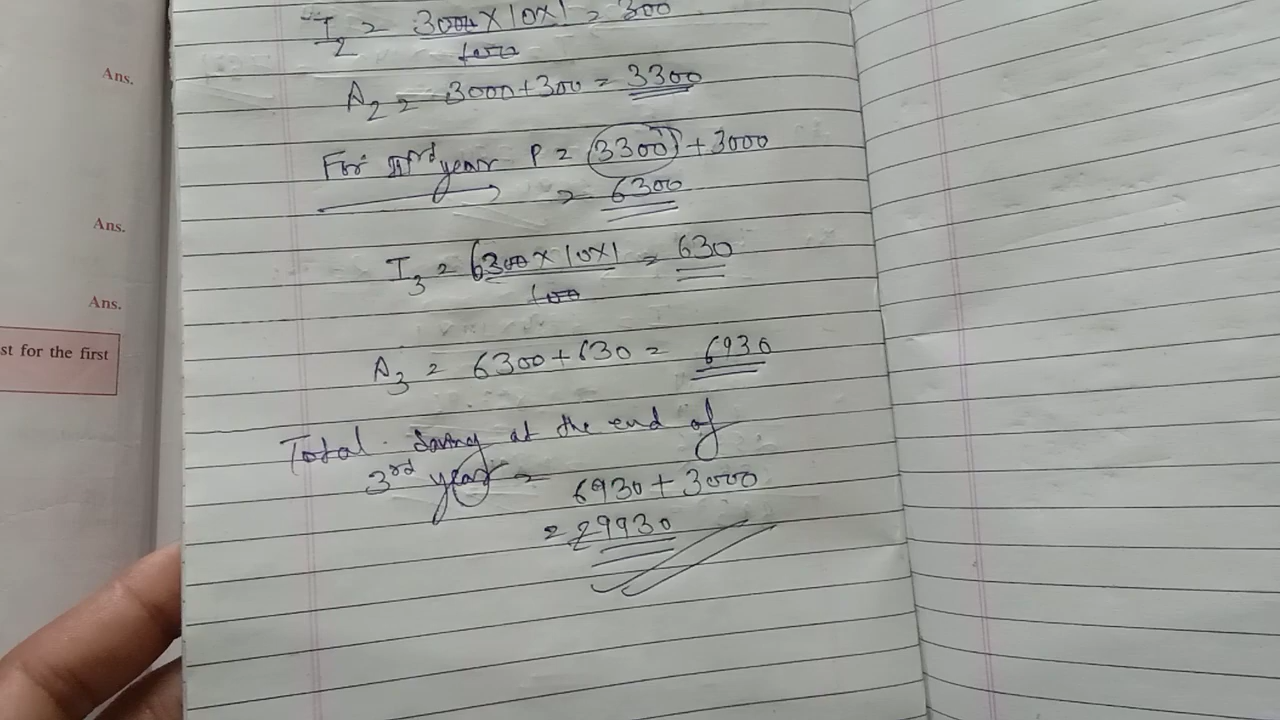 I₂ = 3000 × 10×1 = 300
100
A₂ = 3000+300 = 3300
For IIIrd year P = (3300) + 3000
= 6300
I₃ = 6300 × 10×1 = 630
100
A₃ = 6300+630 = 6930
Total saving at the end of
3rd year = 6930+3000
= ₹9930
Ans.
Ans.
Ans.
st for the first